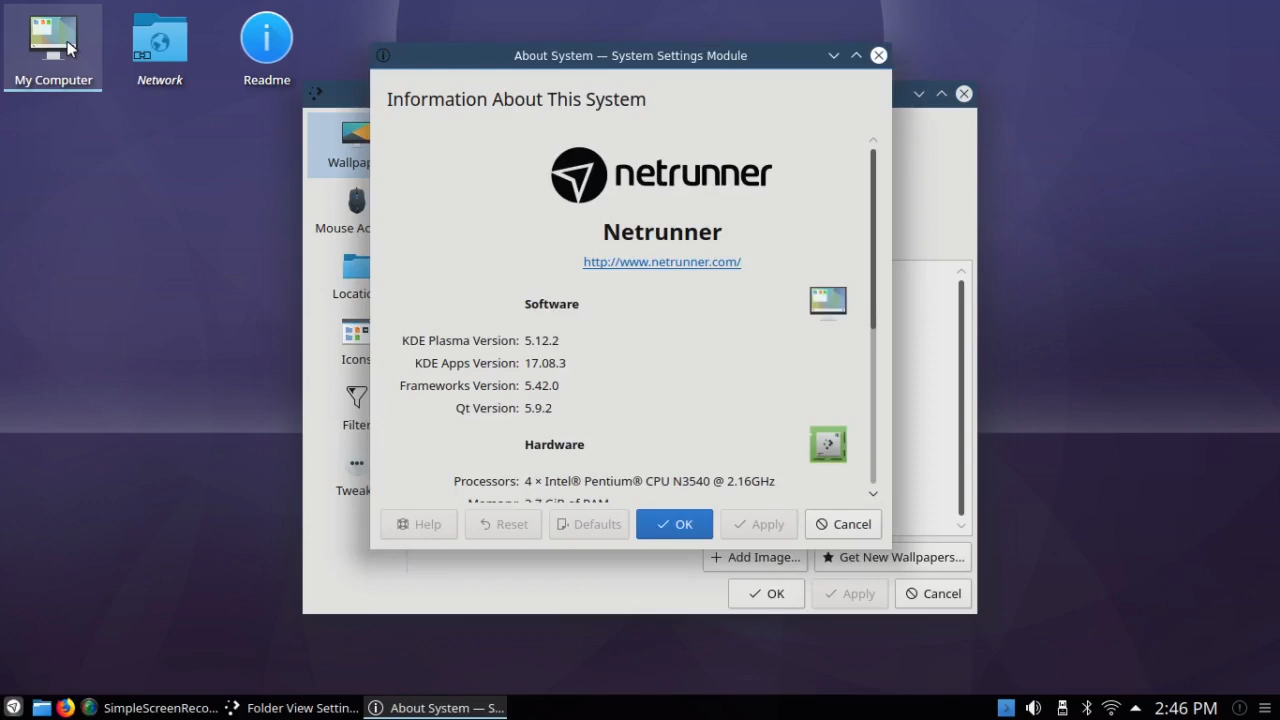 My Computer
Network
Readme
About System — System Settings Module
Information About This System
netrunner
Netrunner
http://www.netrunner.com/
Software
KDE Plasma Version: 5.12.2
KDE Apps Version: 17.08.3
Frameworks Version: 5.42.0
Qt Version: 5.9.2
Hardware
Processors: 4 × Intel® Pentium® CPU N3540 @ 2.16GHz
Help
Reset
Defaults
OK
Apply
Cancel
Wallpap
Mouse Ac
Locatio
Icons
Filter
Tweak
Add Image...
Get New Wallpapers...
OK
Apply
Cancel
SimpleScreenReco...
Folder View Settin...
About System — S...
2:46 PM